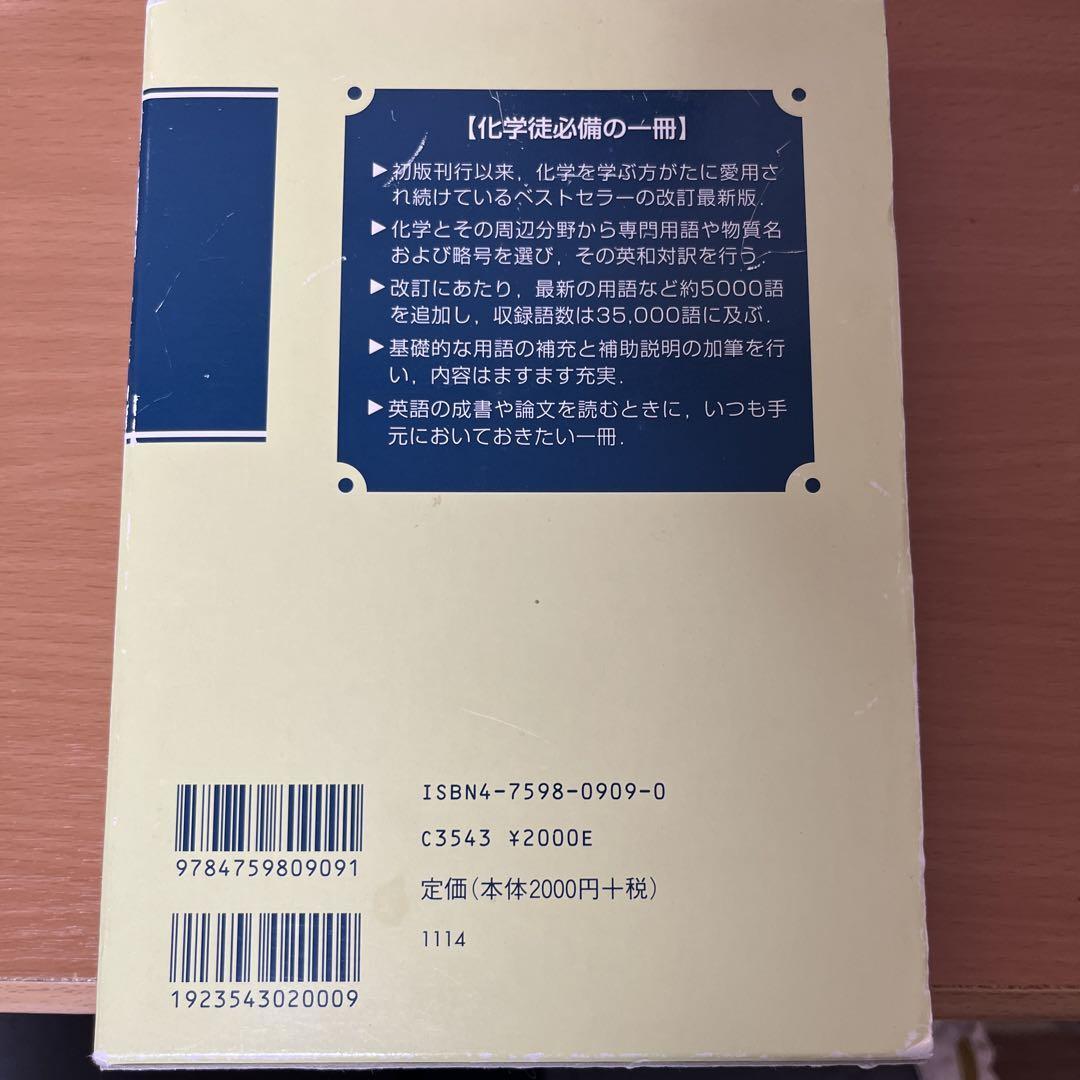 【化学徒必備の一冊】
▶初版刊行以来，化学を学ぶ方がたに愛用さ
れ続けているベストセラーの改訂最新版．
▶化学とその周辺分野から専門用語や物質名
および略号を選び，その英和対訳を行う．
▶改訂にあたり，最新の用語など約5000語
を追加し，収録語数は35,000語に及ぶ．
▶基礎的な用語の補充と補助説明の加筆を行
い，内容はますます充実．
▶英語の成書や論文を読むときに，いつも手
元においておきたい一冊．
ISBN4-7598-0909-0
C3543 ¥2000E
定価（本体2000円＋税）
1114
9784759809091
1923543020009